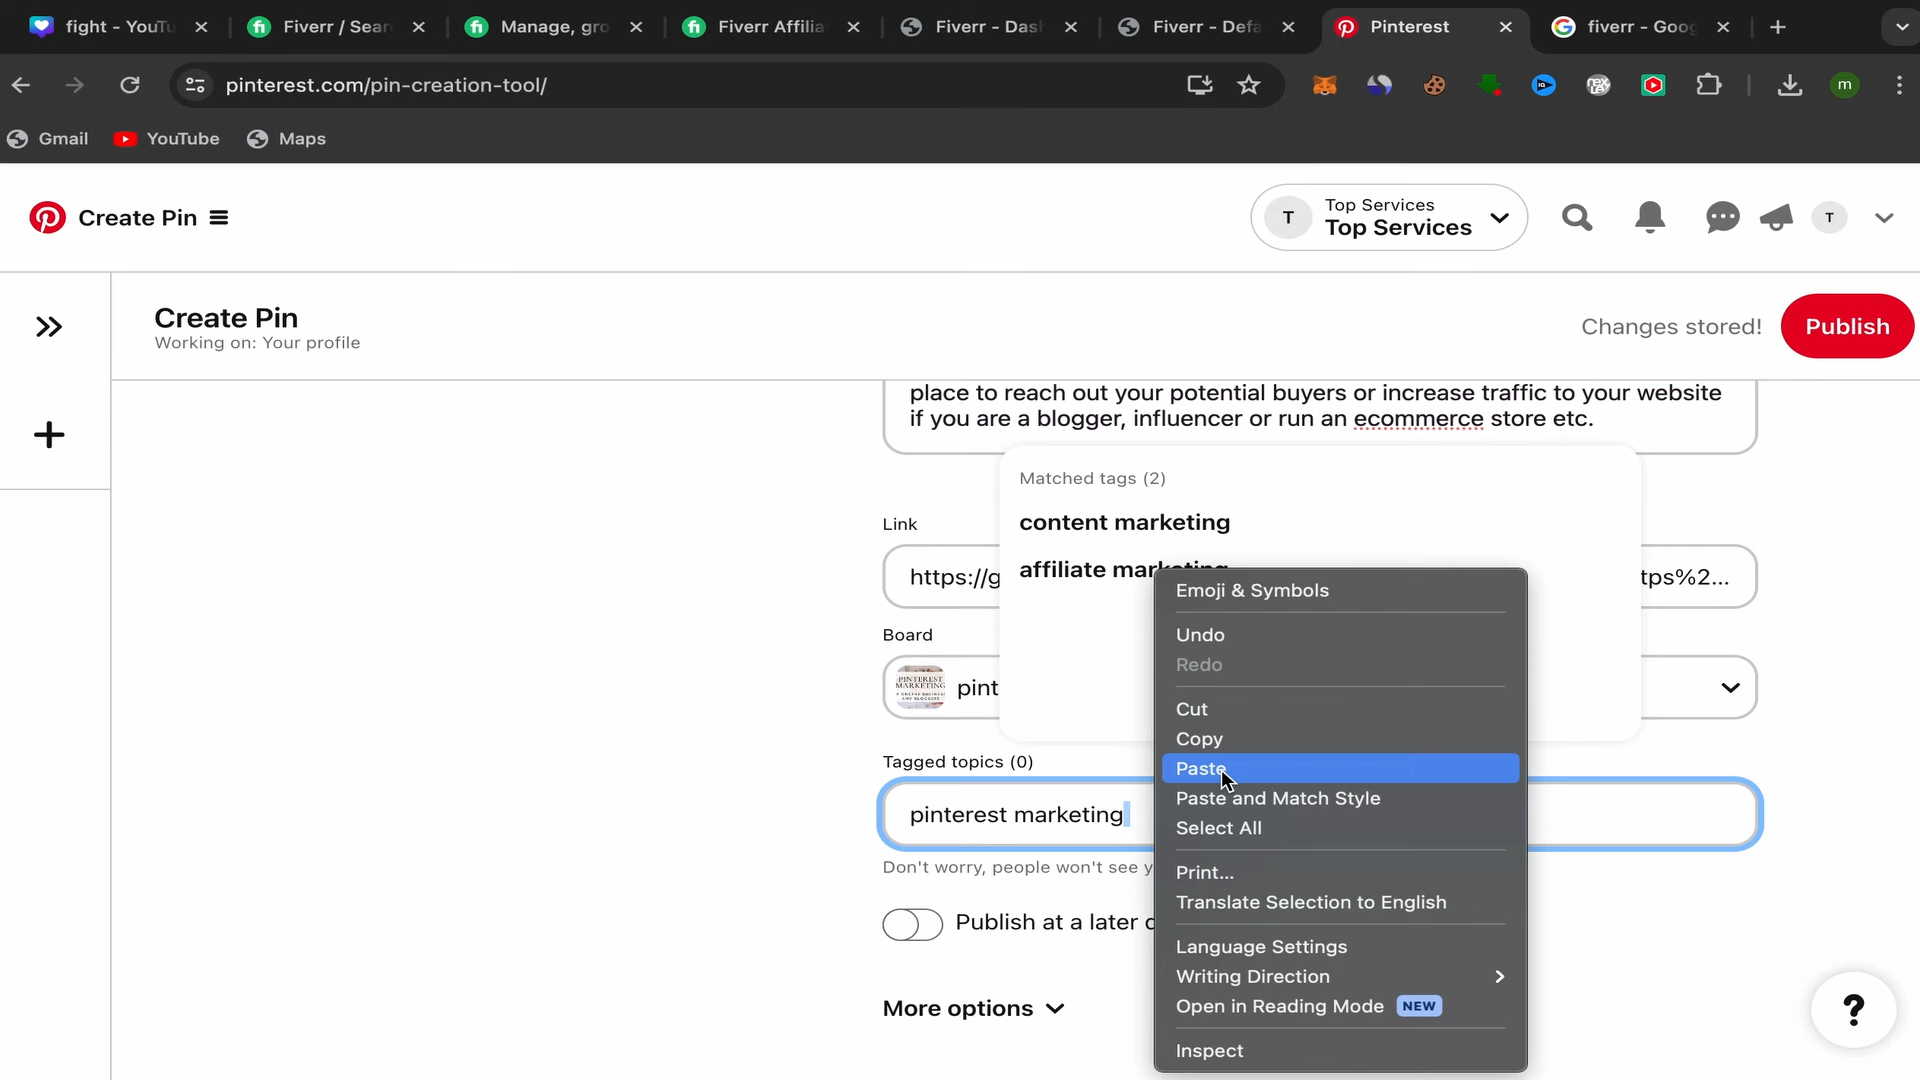 fight - YouTu
Fiverr / Sear
Manage, gro
Fiverr Affilia
Fiverr - Dash
Fiverr - Defa
Pinterest
fiverr - Goog
pinterest.com/pin-creation-tool/
m
Gmail
YouTube
Maps
Create Pin
T
Top Services
Top Services
T
Create Pin
Working on: Your profile
Changes stored!
Publish
place to reach out your potential buyers or increase traffic to your website
if you are a blogger, influencer or run an ecommerce store etc.
Matched tags (2)
content marketing
affiliate marketing
Link
https://g
tps%2...
Board
PINTEREST
MARKETING
pint
Tagged topics (0)
pinterest marketing
Don't worry, people won't see y
Publish at a later d
More options
Emoji & Symbols
Undo
Redo
Cut
Copy
Paste
Paste and Match Style
Select All
Print...
Translate Selection to English
Language Settings
Writing Direction
Open in Reading Mode NEW
Inspect
?